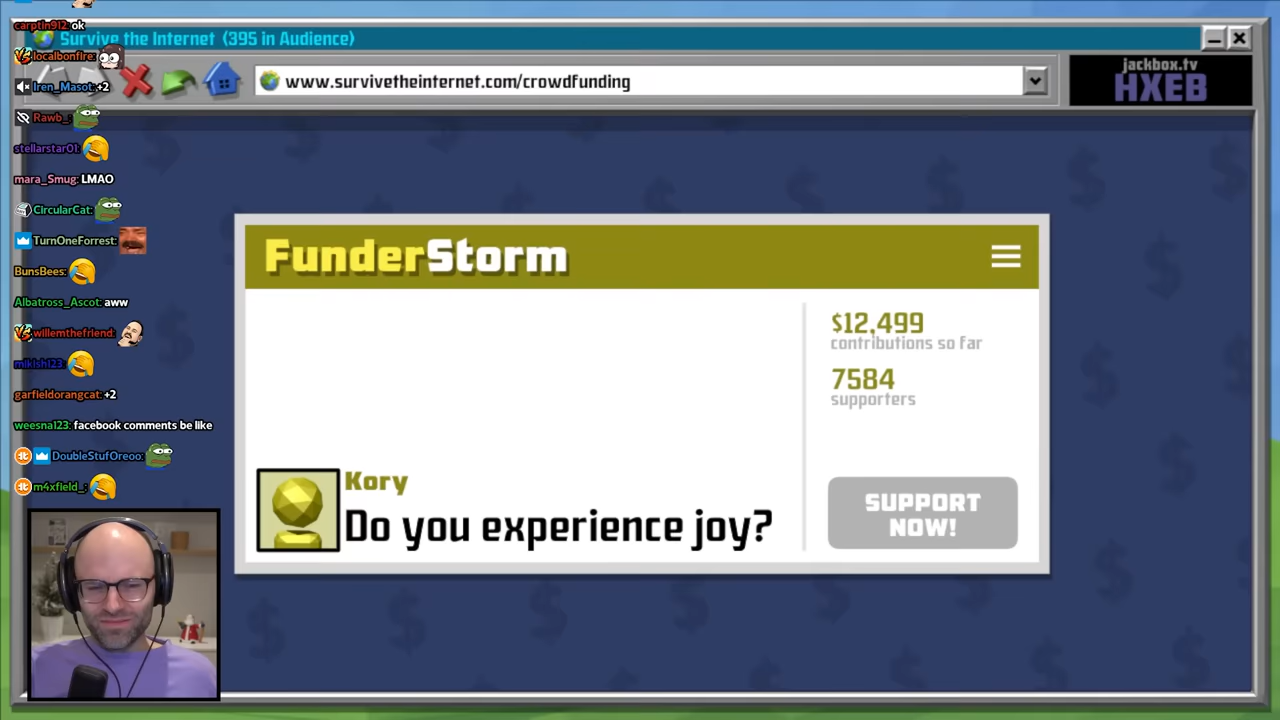 carptin912: ok
Survive the Internet (395 in Audience)
localbonfire:
www.survivetheinternet.com/crowdfunding
jackbox.tv
HXEB
Iren_Masot: +2
Rawb_:
stellarstar01:
mara_Smug: LMAO
CircularCat:
TurnOneForrest:
BunsBees:
Albatross_Ascot: aww
willemthefriend:
mikish123:
garfieldorangcat: +2
weesna123: facebook comments be like
DoubleStufOreoo:
m4xfield_:
FunderStorm
$12,499
contributions so far
7584
supporters
Kory
Do you experience joy?
SUPPORT
NOW!